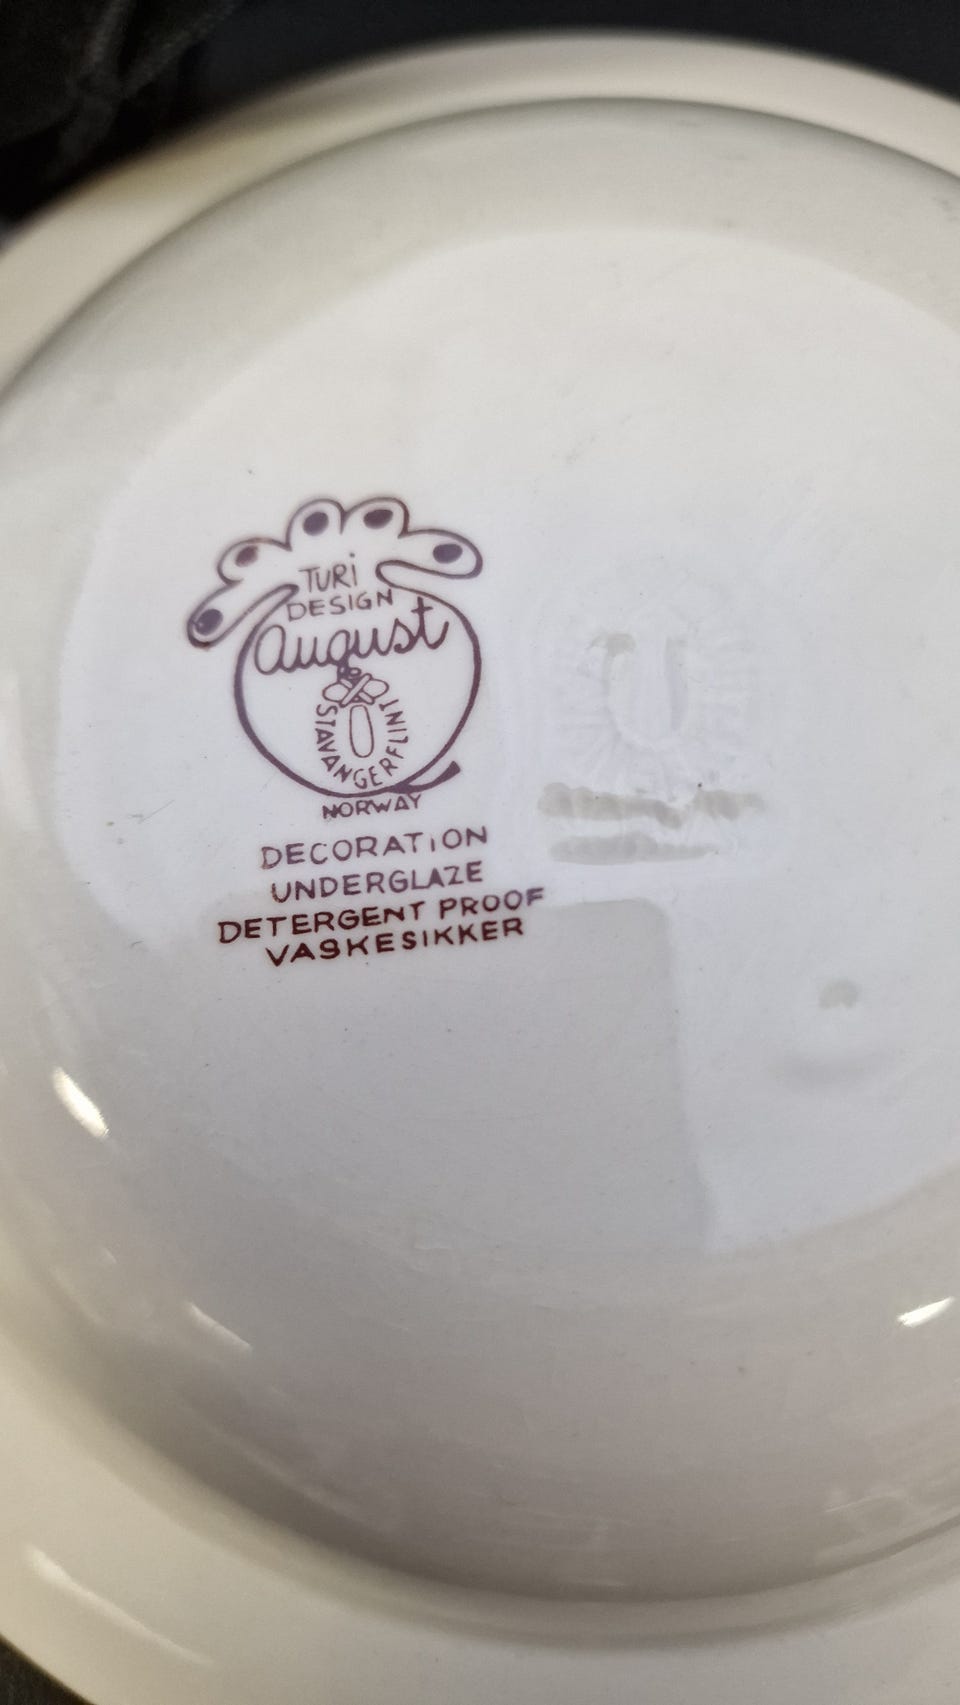 TURi
DESIGN
august
STAVANGERFLINT
NORWAY
DECORATiON
UNDERGLAZE
DETERGENT PROOF
VASKESIKKER